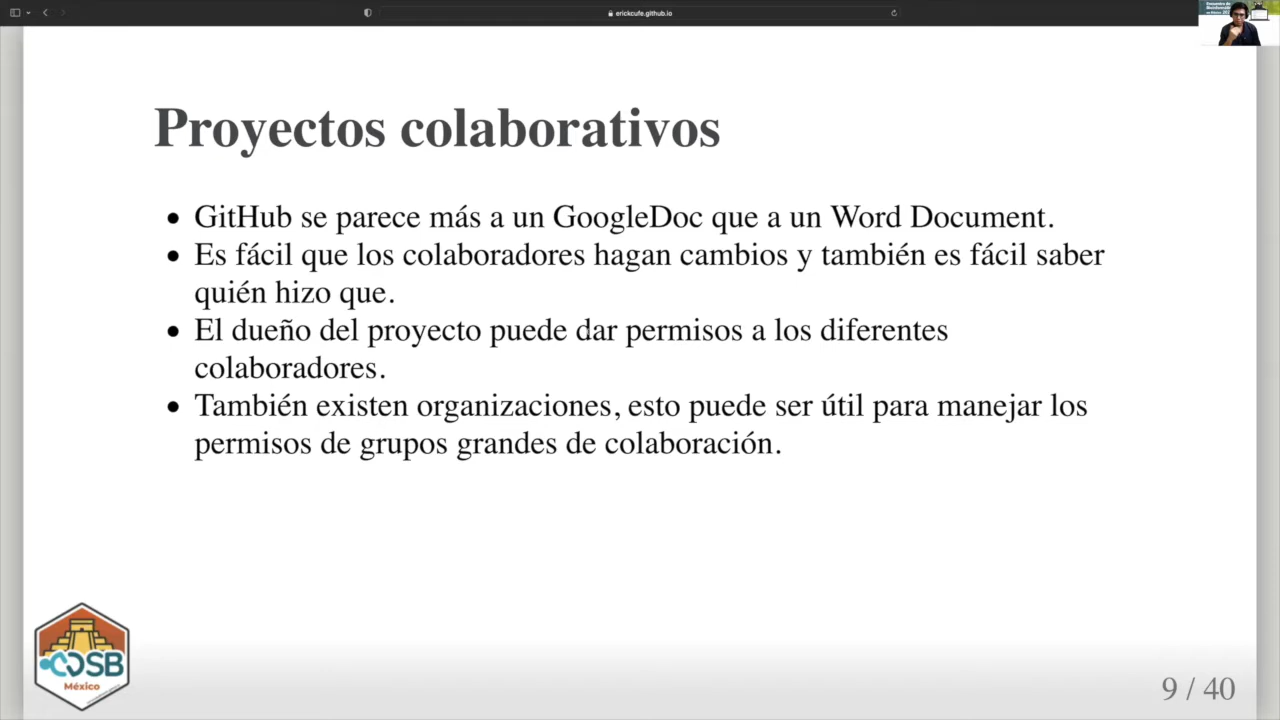 erickcufe.github.io
Proyectos colaborativos
• GitHub se parece más a un GoogleDoc que a un Word Document.
• Es fácil que los colaboradores hagan cambios y también es fácil saber
quién hizo que.
• El dueño del proyecto puede dar permisos a los diferentes
colaboradores.
• También existen organizaciones, esto puede ser útil para manejar los
permisos de grupos grandes de colaboración.
CDSB
México
9 / 40